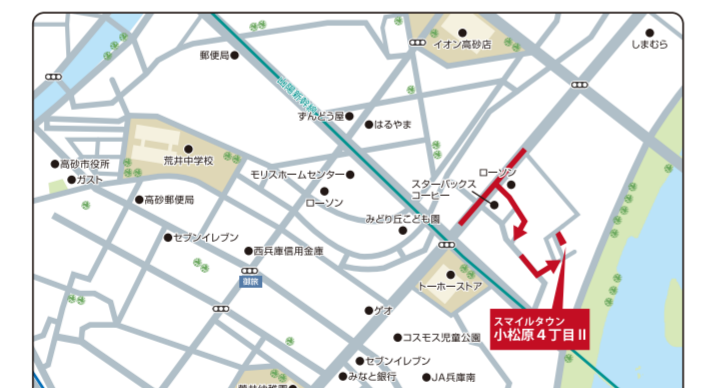 イオン高砂店
しまむら
郵便局
山陽新幹線
ずんどう屋
はるやま
荒井中学校
高砂市役所
ガスト
モリスホームセンター
ローソン
スターバックス
コーヒー
ローソン
高砂郵便局
みどり丘こども園
セブンイレブン
西兵庫信用金庫
御旅
トーホーストア
ゲオ
スマイルタウン
小松原4丁目Ⅱ
コスモス児童公園
セブンイレブン
みなと銀行
JA兵庫南
荒井幼稚園